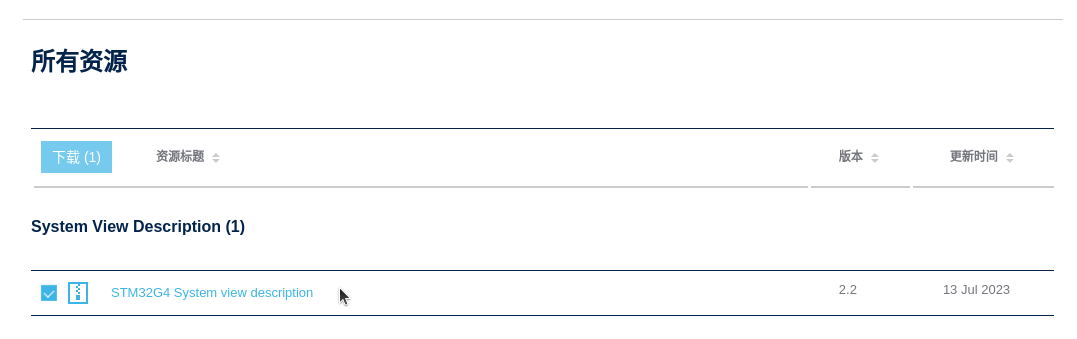 所有资源
下载 (1) 资源标题 版本 更新时间
System View Description (1)
STM32G4 System view description 2.2 13 Jul 2023